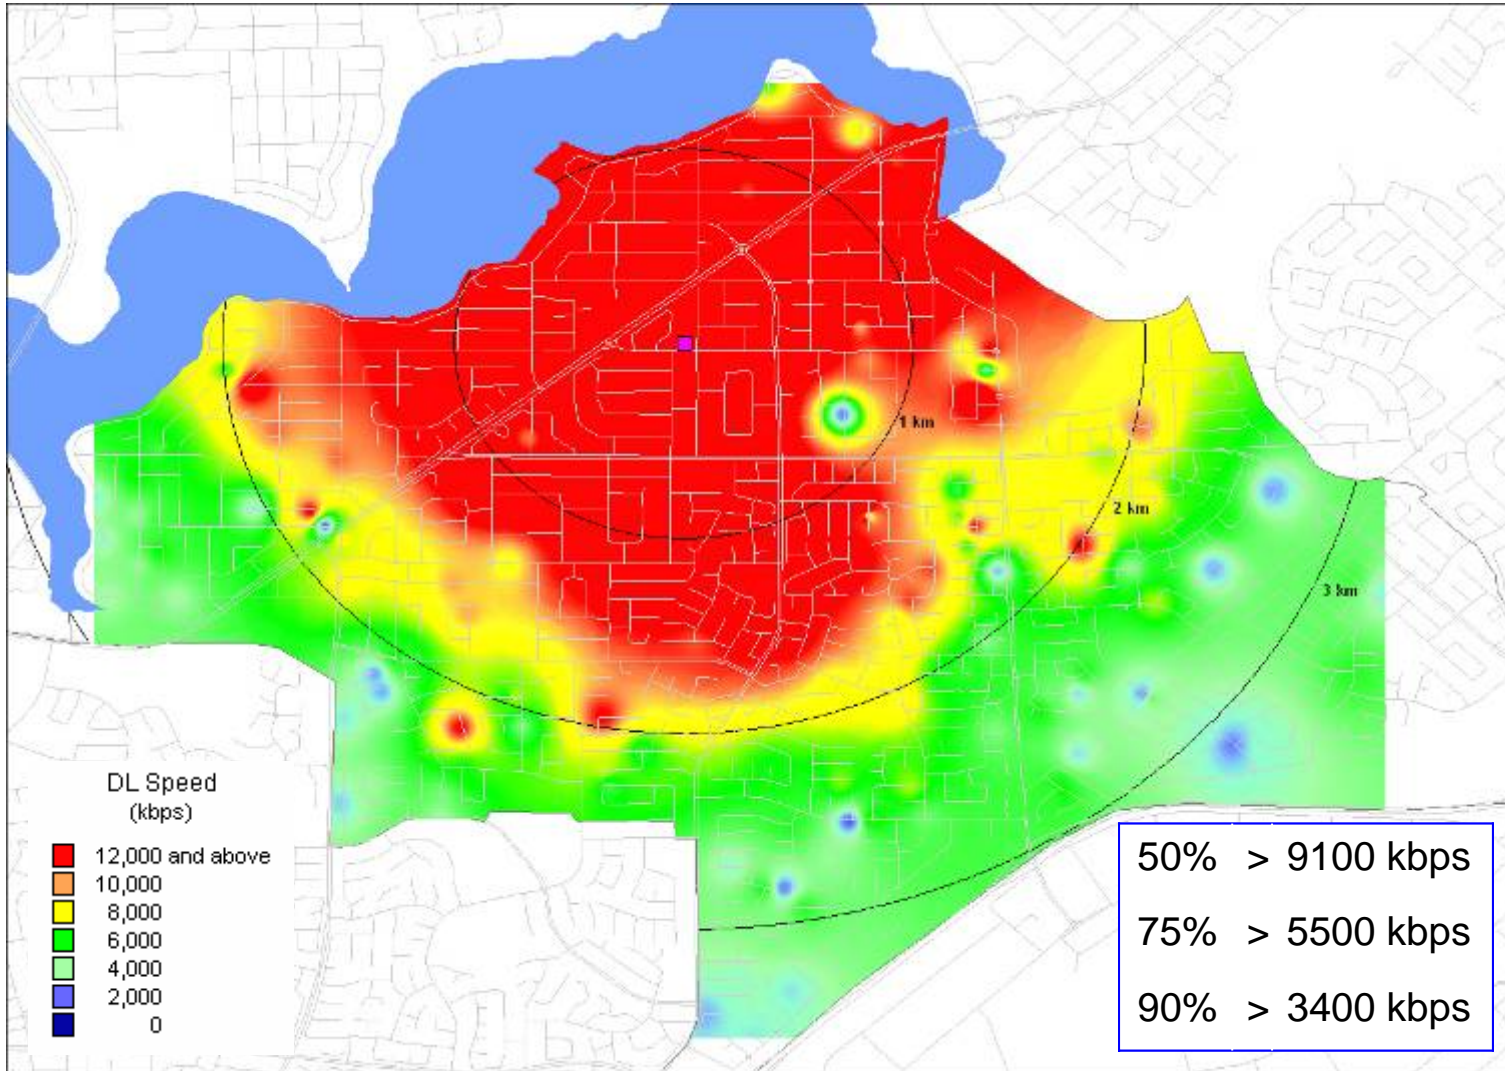 1 km
2 km
3 km
DL Speed
(kbps)
12,000 and above
10,000
8,000
6,000
4,000
2,000
0
50% > 9100 kbps
75% > 5500 kbps
90% > 3400 kbps